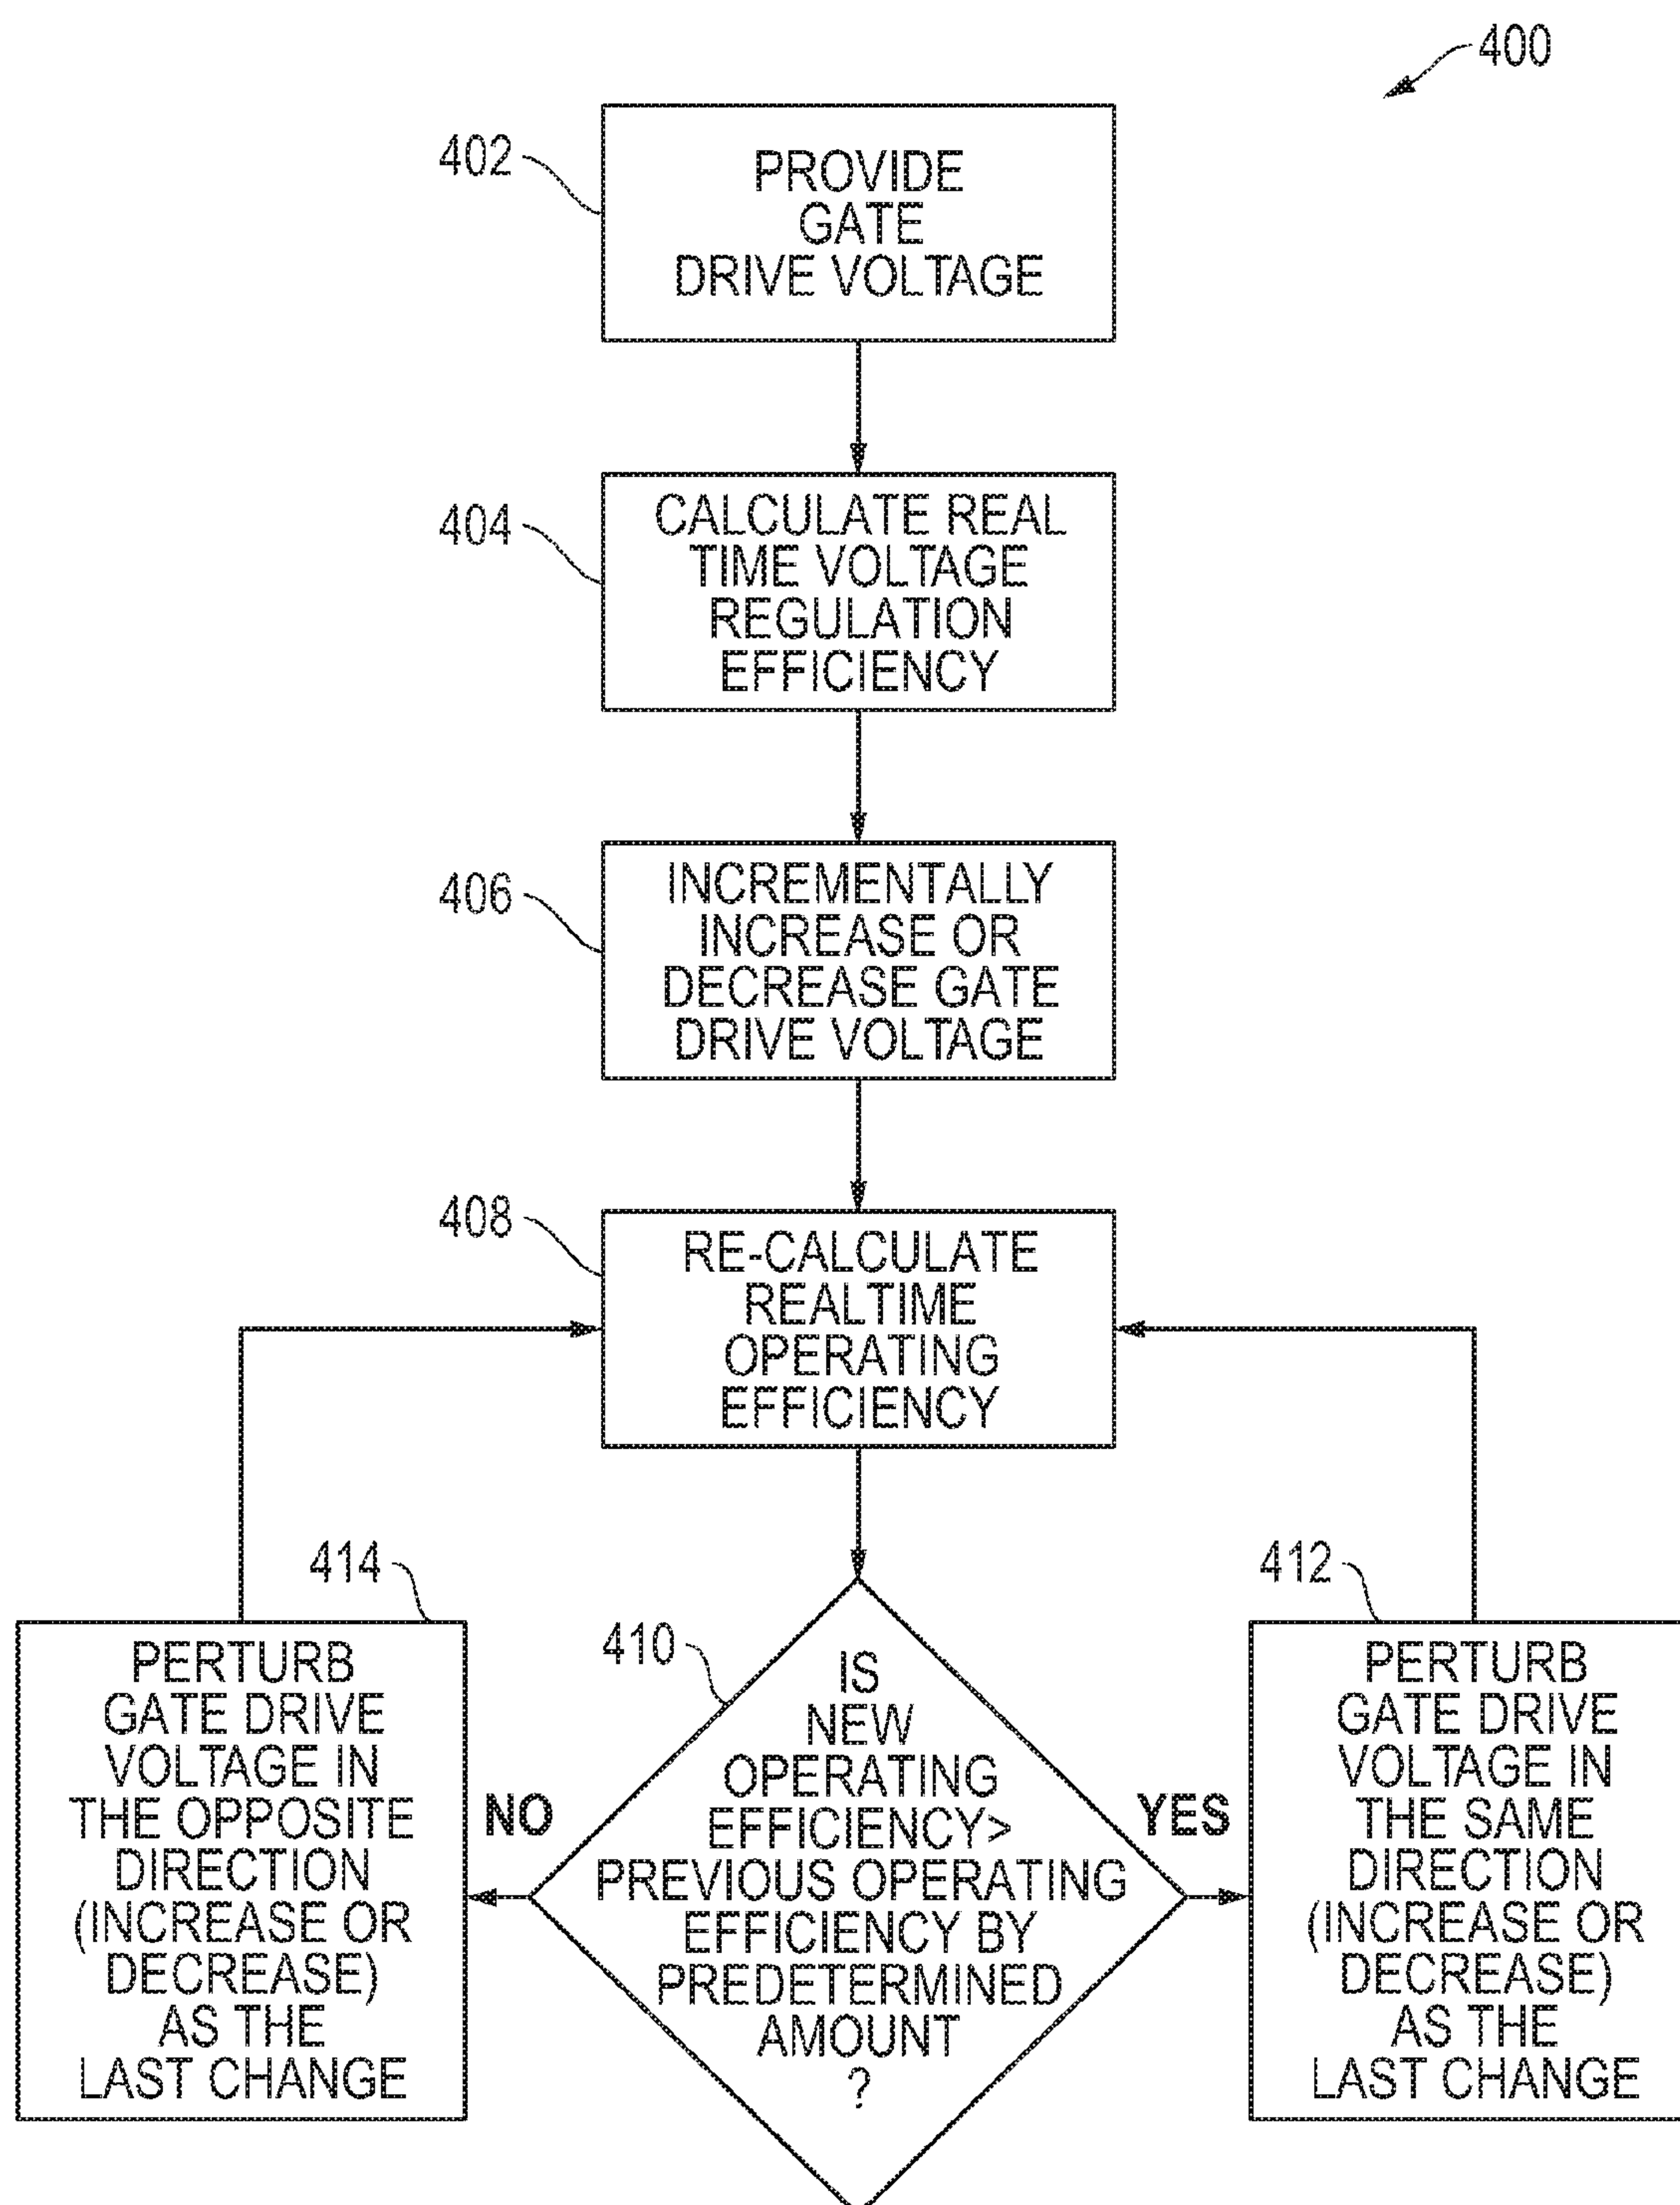 400
402
PROVIDE
GATE
DRIVE VOLTAGE
404
CALCULATE REAL
TIME VOLTAGE
REGULATION
EFFICIENCY
406
INCREMENTALLY
INCREASE OR
DECREASE GATE
DRIVE VOLTAGE
408
RE-CALCULATE
REALTIME
OPERATING
EFFICIENCY
414
PERTURB
GATE DRIVE
VOLTAGE IN
THE OPPOSITE
DIRECTION
(INCREASE OR
DECREASE)
AS THE
LAST CHANGE
NO
410
IS
NEW
OPERATING
EFFICIENCY>
PREVIOUS OPERATING
EFFICIENCY BY
PREDETERMINED
AMOUNT
?
YES
412
PERTURB
GATE DRIVE
VOLTAGE IN
THE SAME
DIRECTION
(INCREASE OR
DECREASE)
AS THE
LAST CHANGE